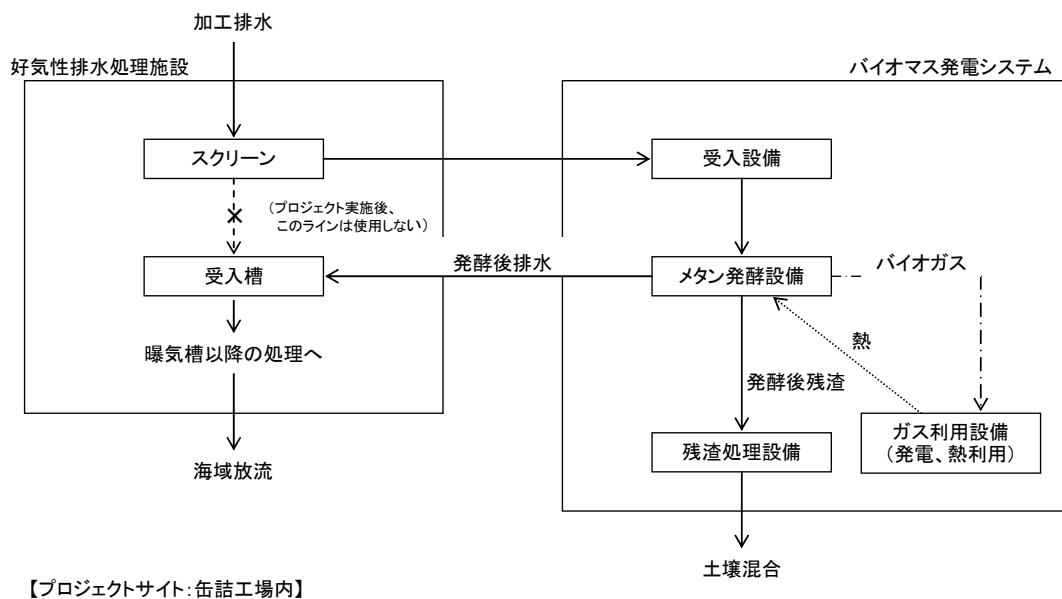 加工排水
好気性排水処理施設
バイオマス発電システム
スクリーン
受入設備
(プロジェクト実施後、
このラインは使用しない)
受入槽
発酵後排水
メタン発酵設備
バイオガス
熱
曝気槽以降の処理へ
発酵後残渣
ガス利用設備
(発電、熱利用)
残渣処理設備
海域放流
土壌混合
【プロジェクトサイト:缶詰工場内】